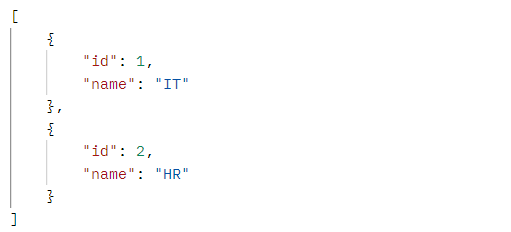 [
    {
        "id": 1,
        "name": "IT"
    },
    {
        "id": 2,
        "name": "HR"
    }
]